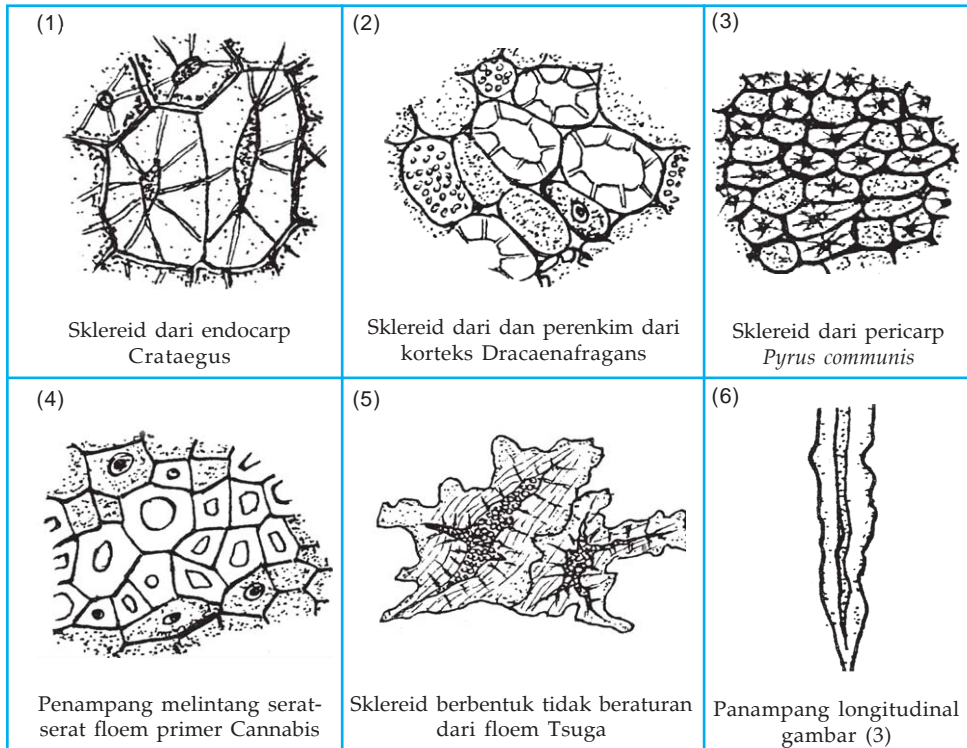 (1)
Sklereid dari endocarp
Crataegus
(2)
Sklereid dari dan perenkim dari
korteks Dracaenafragans
(3)
Sklereid dari pericarp
Pyrus communis
(4)
Penampang melintang serat-
serat floem primer Cannabis
(5)
Sklereid berbentuk tidak beraturan
dari floem Tsuga
(6)
Panampang longitudinal
gambar (3)